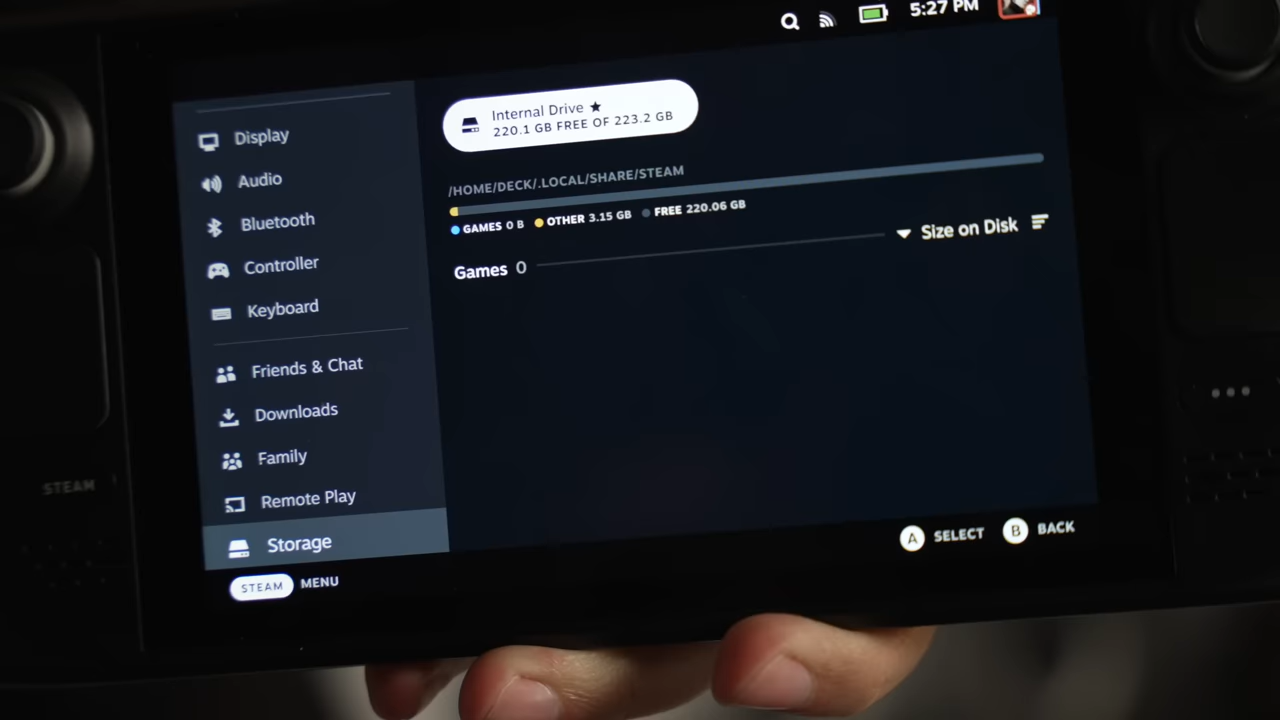 5:27 PM
Display
Audio
Bluetooth
Controller
Keyboard
Friends & Chat
Downloads
Family
Remote Play
Storage
STEAM MENU
Internal Drive ★
220.1 GB FREE OF 223.2 GB
/HOME/DECK/.LOCAL/SHARE/STEAM
GAMES 0 B OTHER 3.15 GB FREE 220.06 GB
Size on Disk
Games 0
A SELECT B BACK
STEAM